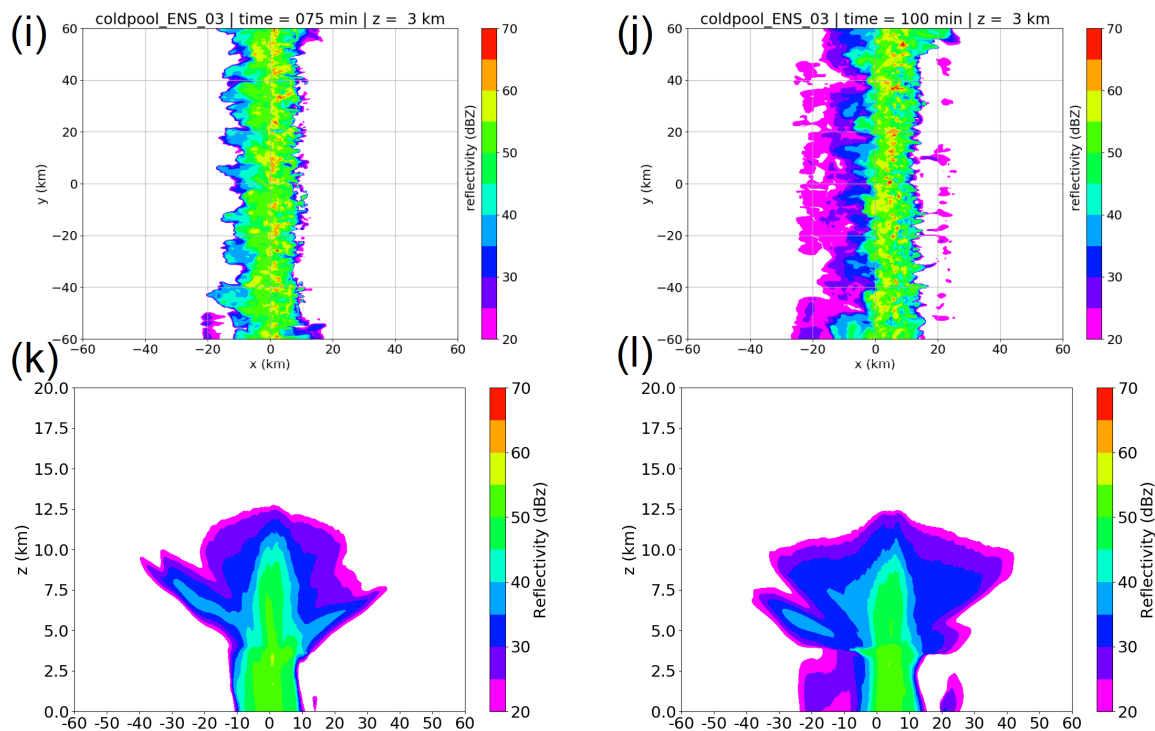 (i)
coldpool_ENS_03 | time = 075 min | z =  3 km
60
40
20
0
−20
−40
−60
y (km)
−60 −40 −20 0 20 40 60
x (km)
70
60
50
40
30
20
reflectivity (dBZ)
(j)
coldpool_ENS_03 | time = 100 min | z =  3 km
60
40
20
0
−20
−40
−60
y (km)
−60 −40 −20 0 20 40 60
x (km)
70
60
50
40
30
20
reflectivity (dBZ)
(k)
20.0
17.5
15.0
12.5
10.0
7.5
5.0
2.5
0.0
z (km)
-60 -50 -40 -30 -20 -10 0 10 20 30 40 50 60
70
60
50
40
30
20
Reflectivity (dBz)
(l)
20.0
17.5
15.0
12.5
10.0
7.5
5.0
2.5
0.0
z (km)
-60 -50 -40 -30 -20 -10 0 10 20 30 40 50 60
70
60
50
40
30
20
Reflectivity (dBz)